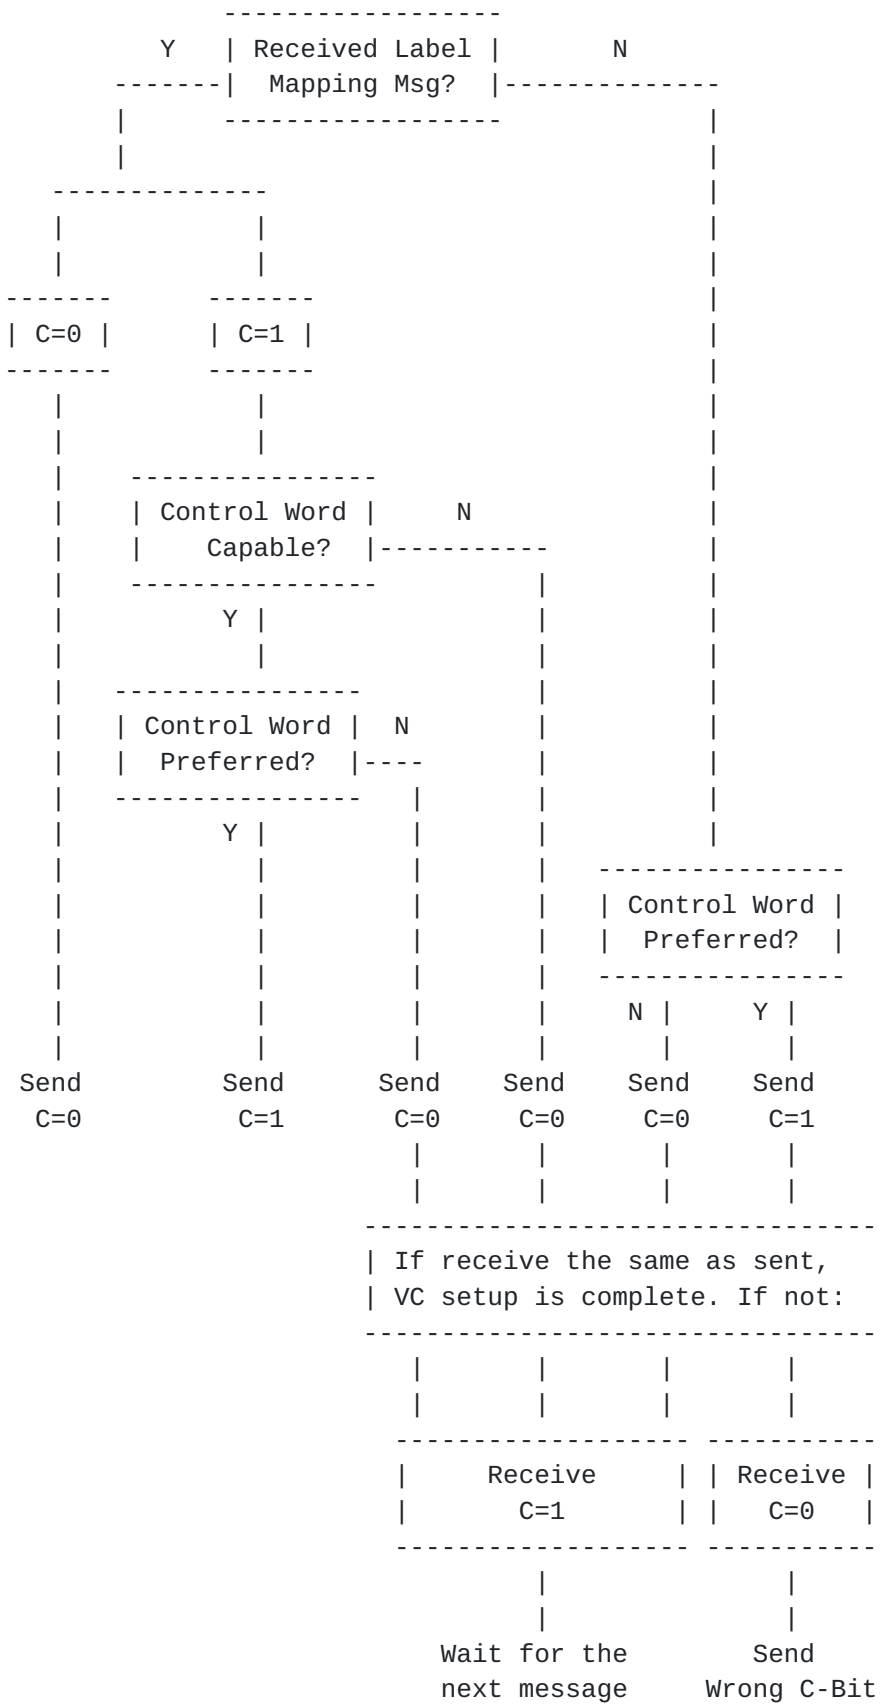 ------------------
Y | Received Label | N
-------| Mapping Msg? |--------------
| ------------------ |
| |
-------------- |
| | |
| | |
------- ------- |
| C=0 | | C=1 | |
------- ------- |
| | |
| | |
| ---------------- |
| | Control Word | N |
| | Capable? |----------- |
| ---------------- | |
| Y | | |
| | | |
| ---------------- | |
| | Control Word | N | |
| | Preferred? |---- | |
| ---------------- | | |
| Y | | | |
| | | | ----------------
| | | | | Control Word |
| | | | | Preferred? |
| | | | ----------------
| | | | N | Y |
| | | | | |
Send Send Send Send Send Send
C=0 C=1 C=0 C=0 C=0 C=1
| | | |
| | | |
---------------------------------
| If receive the same as sent,
| VC setup is complete. If not:
---------------------------------
| | | |
| | | |
------------------- -----------
| Receive | | Receive |
| C=1 | | C=0 |
------------------- -----------
| |
| |
Wait for the Send
next message Wrong C-Bit